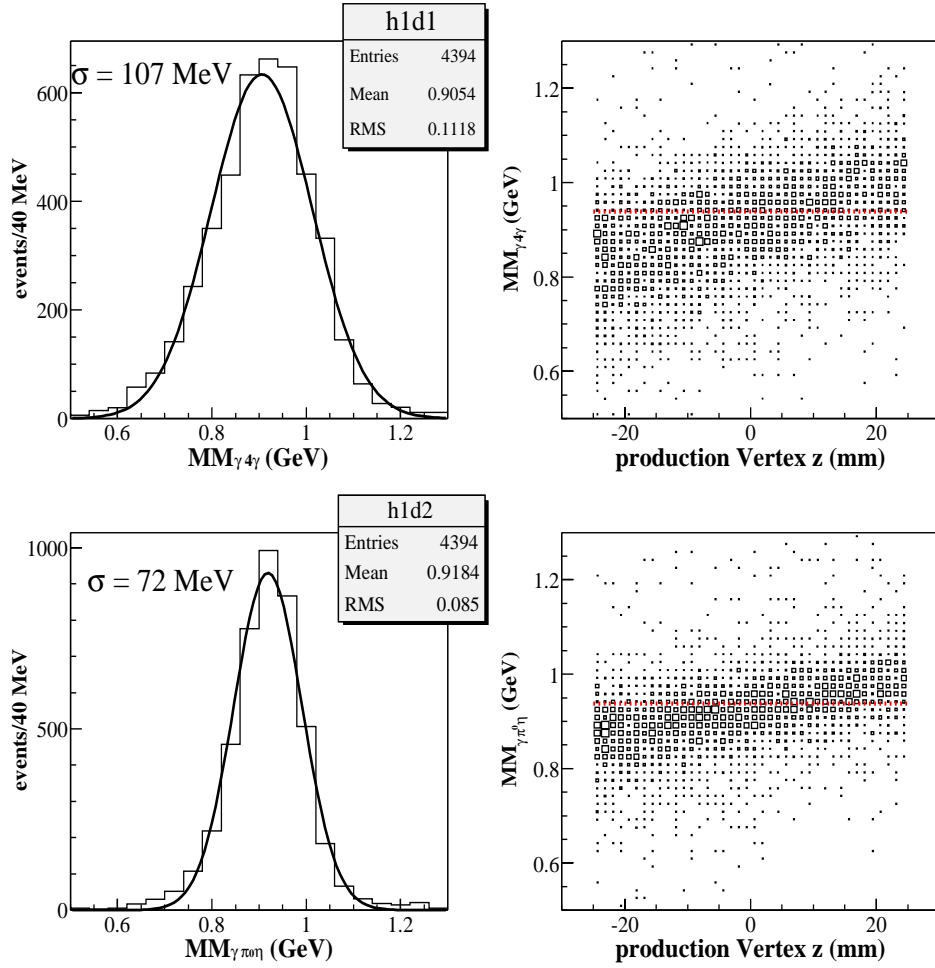 h1d1
Entries 4394
Mean 0.9054
RMS 0.1118
σ = 107 MeV
events/40 MeV
600
400
200
0
0.6 0.8 1 1.2
MMγ4γ (GeV)
MMγ4γ (GeV)
1.2
1
0.8
0.6
-20 0 20
production Vertex z (mm)
h1d2
Entries 4394
Mean 0.9184
RMS 0.085
σ = 72 MeV
events/40 MeV
1000
500
0
0.6 0.8 1 1.2
MMγπ0η (GeV)
MMγπ0η (GeV)
1.2
1
0.8
0.6
-20 0 20
production Vertex z (mm)